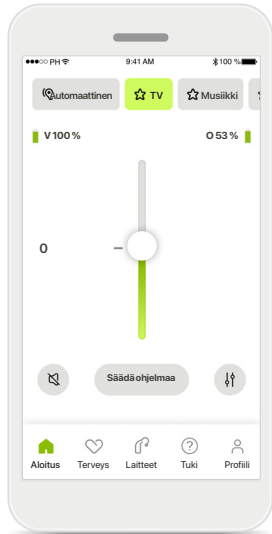 PH 9:41 AM 100 %
Automaattinen TV Musiikki
V 100 % O 53 %
0
Säädä ohjelmaa
Aloitus Terveys Laitteet Tuki Profiili